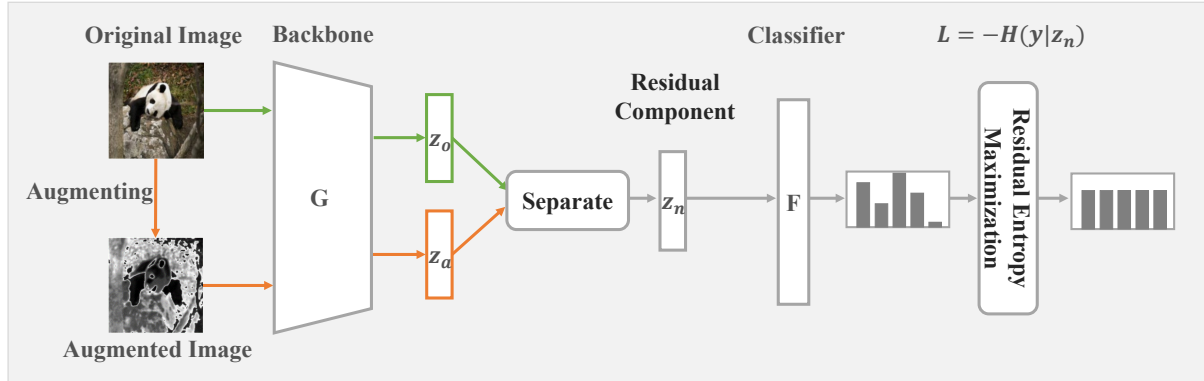 Original Image
Backbone
Classifier
L = −H(y|z_n)
Residual
Component
z_o
Augmenting
G
Separate
z_n
F
Residual Entropy
Maximization
z_a
Augmented Image